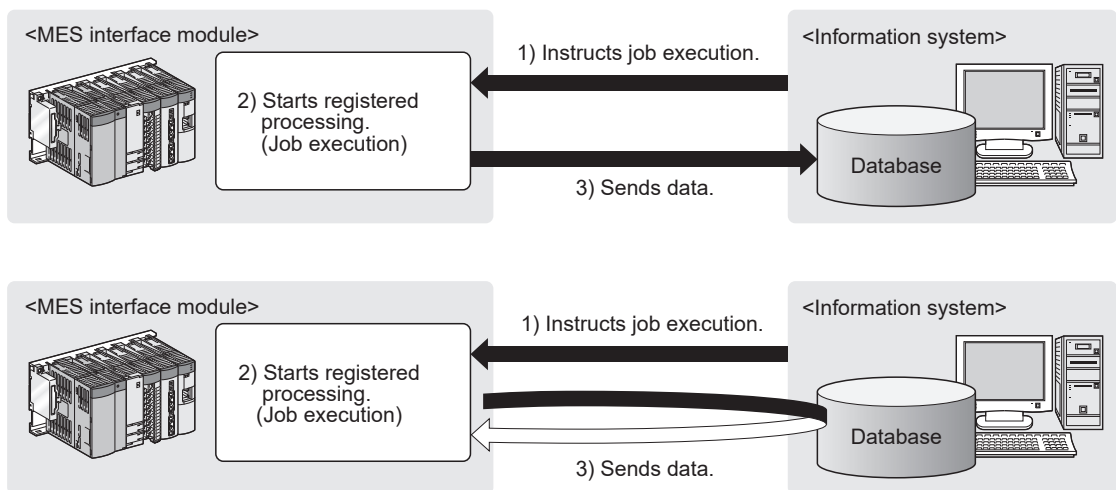 <MES interface module>
<Information system>
1) Instructs job execution.
2) Starts registered
processing.
(Job execution)
Database
3) Sends data.
<MES interface module>
<Information system>
1) Instructs job execution.
2) Starts registered
processing.
(Job execution)
Database
3) Sends data.